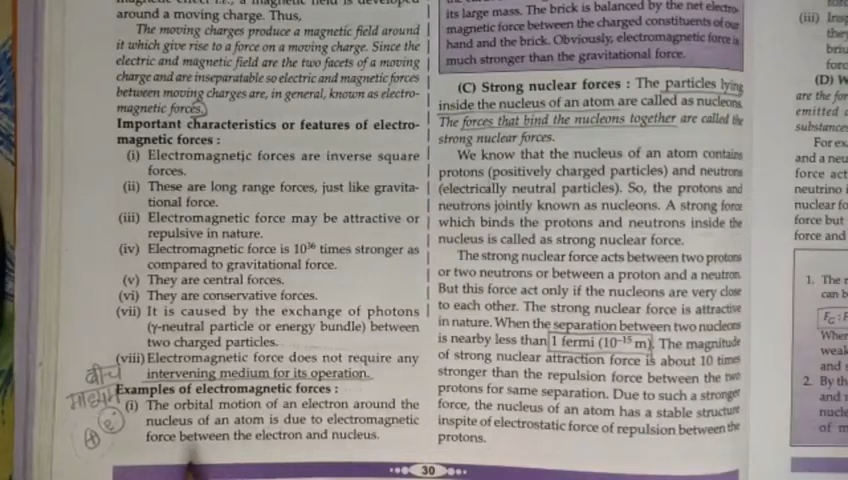 around a moving charge. Thus,
The moving charges produce a magnetic field around
it which give rise to a force on a moving charge. Since the
electric and magnetic field are the two facets of a moving
charge and are inseparatable so electric and magnetic forces
between moving charges are, in general, known as electro-
magnetic forces.
Important characteristics or features of electro-
magnetic forces :
(i) Electromagnetic forces are inverse square
forces.
(ii) These are long range forces, just like gravita-
tional force.
(iii) Electromagnetic force may be attractive or
repulsive in nature.
(iv) Electromagnetic force is 10³⁶ times stronger as
compared to gravitational force.
(v) They are central forces.
(vi) They are conservative forces.
(vii) It is caused by the exchange of photons
(γ-neutral particle or energy bundle) between
two charged particles.
(viii) Electromagnetic force does not require any
intervening medium for its operation.
बीच
माध्यम
Examples of electromagnetic forces :
(i) The orbital motion of an electron around the
nucleus of an atom is due to electromagnetic
force between the electron and nucleus.
its large mass. The brick is balanced by the net electro-
magnetic force between the charged constituents of our
hand and the brick. Obviously, electromagnetic force is
much stronger than the gravitational force.
(C) Strong nuclear forces : The particles lying
inside the nucleus of an atom are called as nucleons.
The forces that bind the nucleons together are called the
strong nuclear forces.
We know that the nucleus of an atom contains
protons (positively charged particles) and neutrons
(electrically neutral particles). So, the protons and
neutrons jointly known as nucleons. A strong force
which binds the protons and neutrons inside the
nucleus is called as strong nuclear force.
The strong nuclear force acts between two protons
or two neutrons or between a proton and a neutron.
But this force act only if the nucleons are very close
to each other. The strong nuclear force is attractive
in nature. When the separation between two nucleons
is nearby less than 1 fermi (10⁻¹⁵ m). The magnitude
of strong nuclear attraction force is about 10 times
stronger than the repulsion force between the two
protons for same separation. Due to such a stronger
force, the nucleus of an atom has a stable structure
inspite of electrostatic force of repulsion between the
protons.
30
(iii) Insp
they
briu
forc
(D) W
are the for
emitted a
substance
For ex
and a neu
force act
neutrino i
nuclear fo
force but
force and
1. The r
can b
F_G : F
When
weak
and s
2. By th
and r
nucle
of m